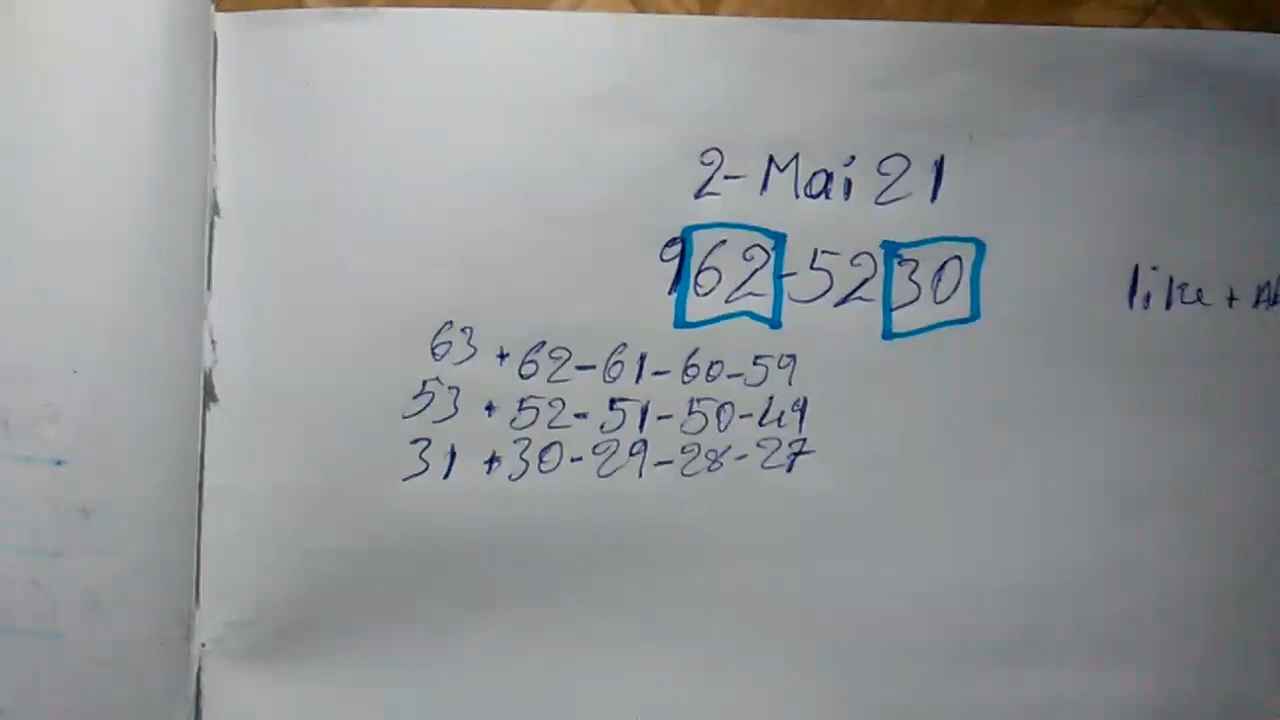 2- Mai 21
962-5230
like +
63 + 62-61-60-59
53 + 52-51-50-49
31 + 30-29-28-27